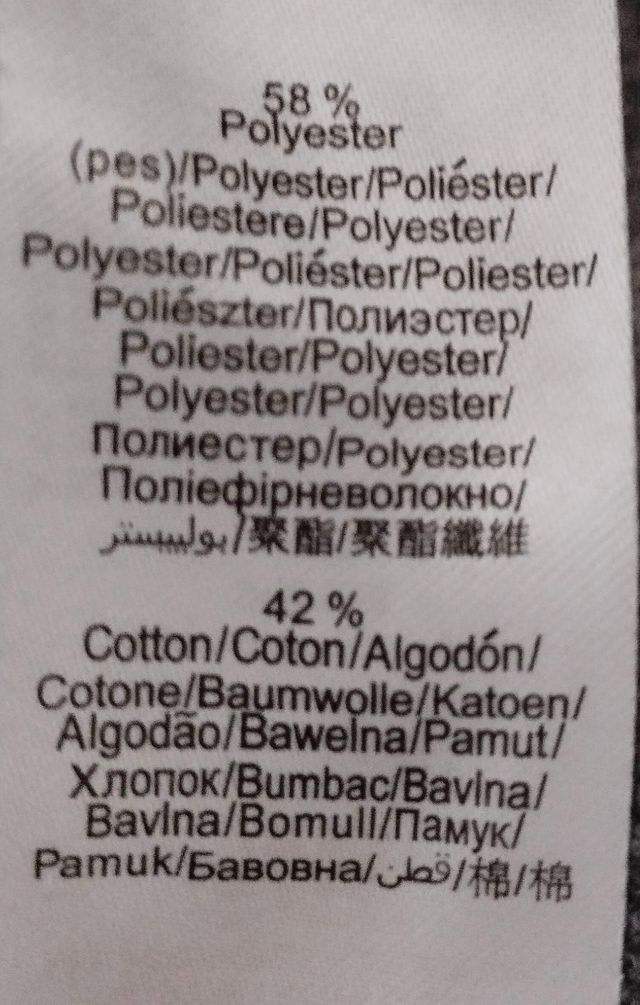 58 %
Polyester
(pes)/Polyester/Poliéster/
Poliestere/Polyester/
Polyester/Poliéster/Poliester/
Poliészter/Полиэстер/
Poliester/Polyester/
Polyester/Polyester/
Полиестер/Polyester/
Поліефірневолокно/
بوليستر/聚酯/聚酯纖維
42 %
Cotton/Coton/Algodón/
Cotone/Baumwolle/Katoen/
Algodão/Bawelna/Pamut/
Хлопок/Bumbac/Bavlna/
Bavlna/Bomull/Памук/
Pamuk/Бавовна/قطن/棉/棉